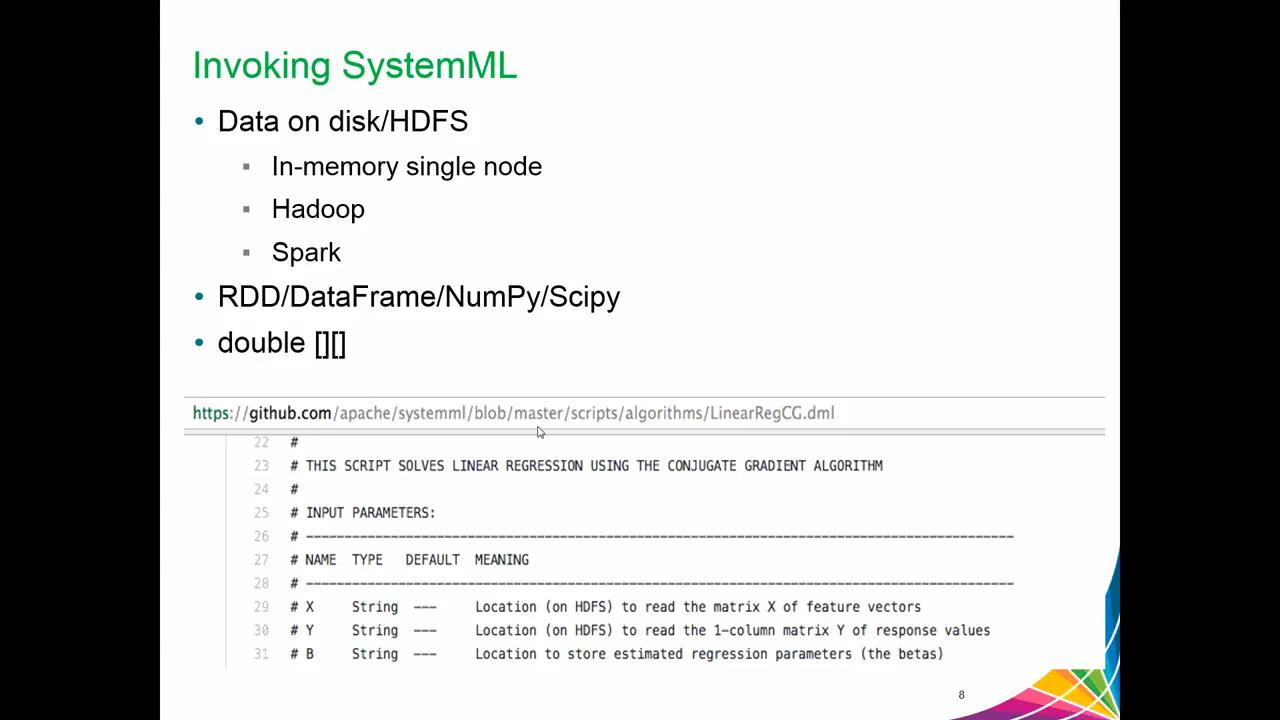 Invoking SystemML
• Data on disk/HDFS
▪ In-memory single node
▪ Hadoop
▪ Spark
• RDD/DataFrame/NumPy/Scipy
• double [][]
https://github.com/apache/systemml/blob/master/scripts/algorithms/LinearRegCG.dml
22 #
23 # THIS SCRIPT SOLVES LINEAR REGRESSION USING THE CONJUGATE GRADIENT ALGORITHM
24 #
25 # INPUT PARAMETERS:
26 # --------------------------------------------------------------------------------------------
27 # NAME TYPE DEFAULT MEANING
28 # --------------------------------------------------------------------------------------------
29 # X String --- Location (on HDFS) to read the matrix X of feature vectors
30 # Y String --- Location (on HDFS) to read the 1-column matrix Y of response values
31 # B String --- Location to store estimated regression parameters (the betas)
8